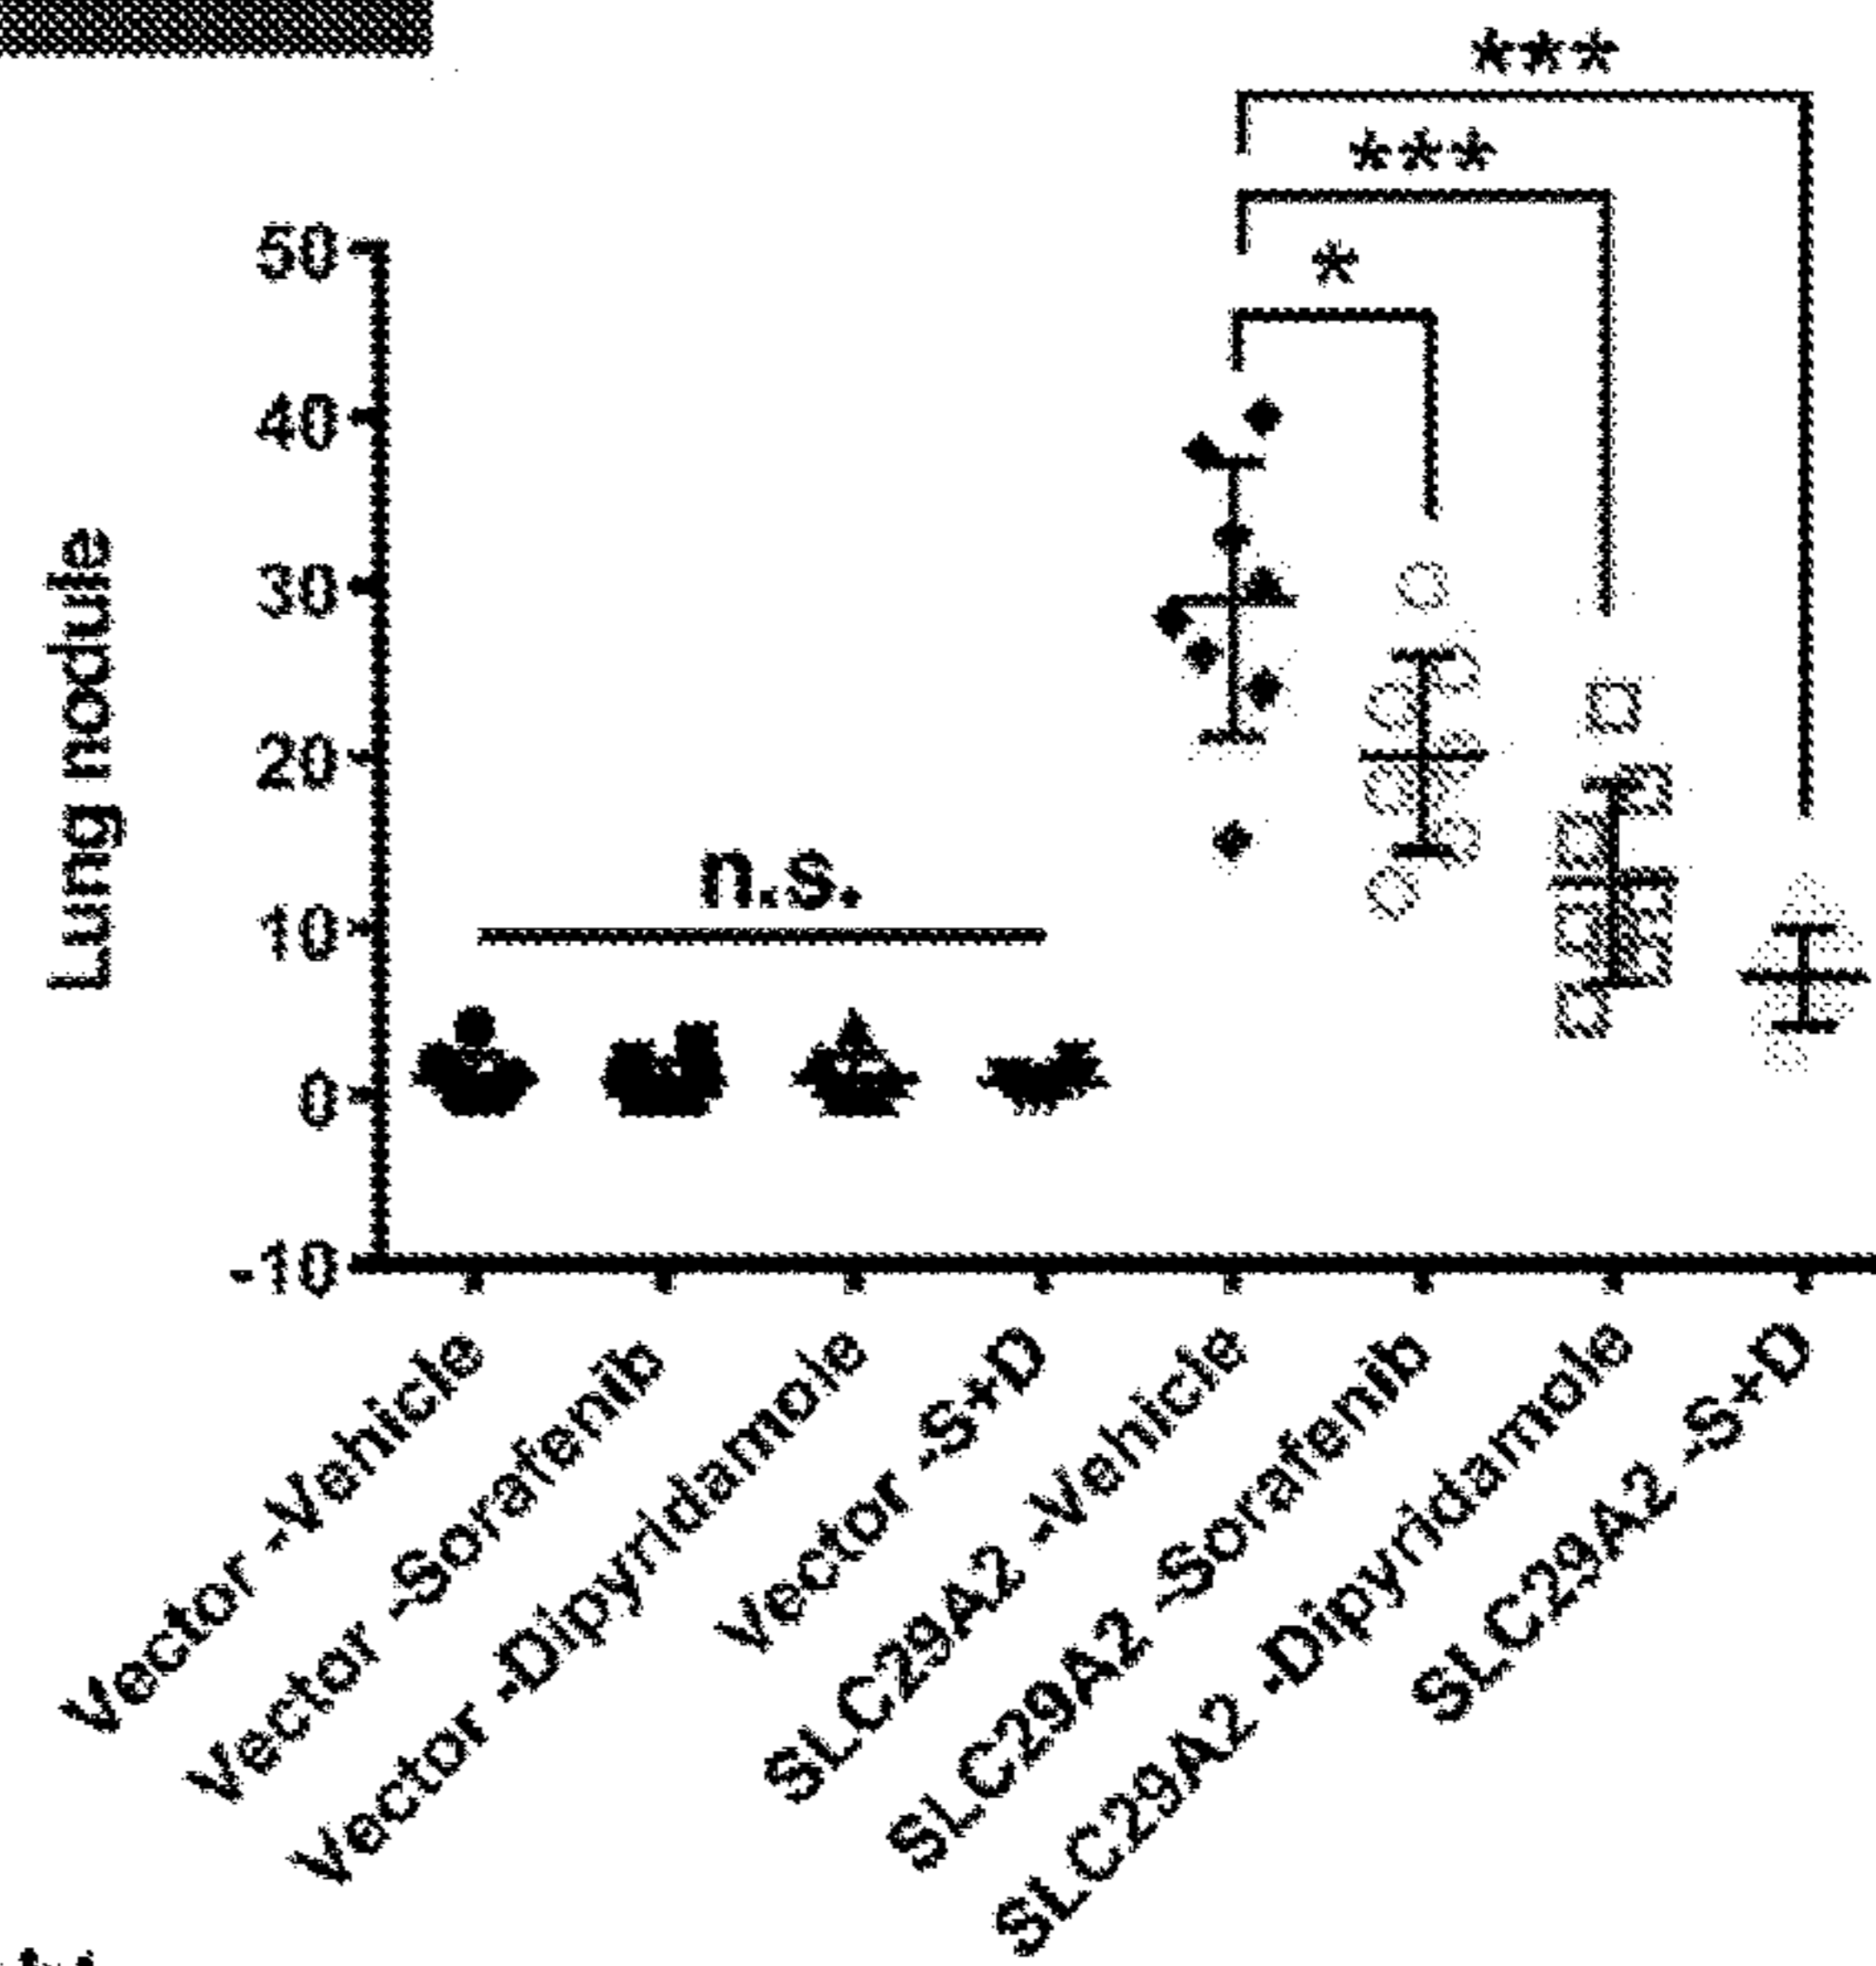 ***
***
*
50
40
30
20
10
0
-10
Lung nodule
n.s.
Vector -Vehicle
Vector -Sorafenib
Vector -Dipyridamole
Vector -S+D
SLC29A2 -Vehicle
SLC29A2 -Sorafenib
SLC29A2 -Dipyridamole
SLC29A2 -S+D